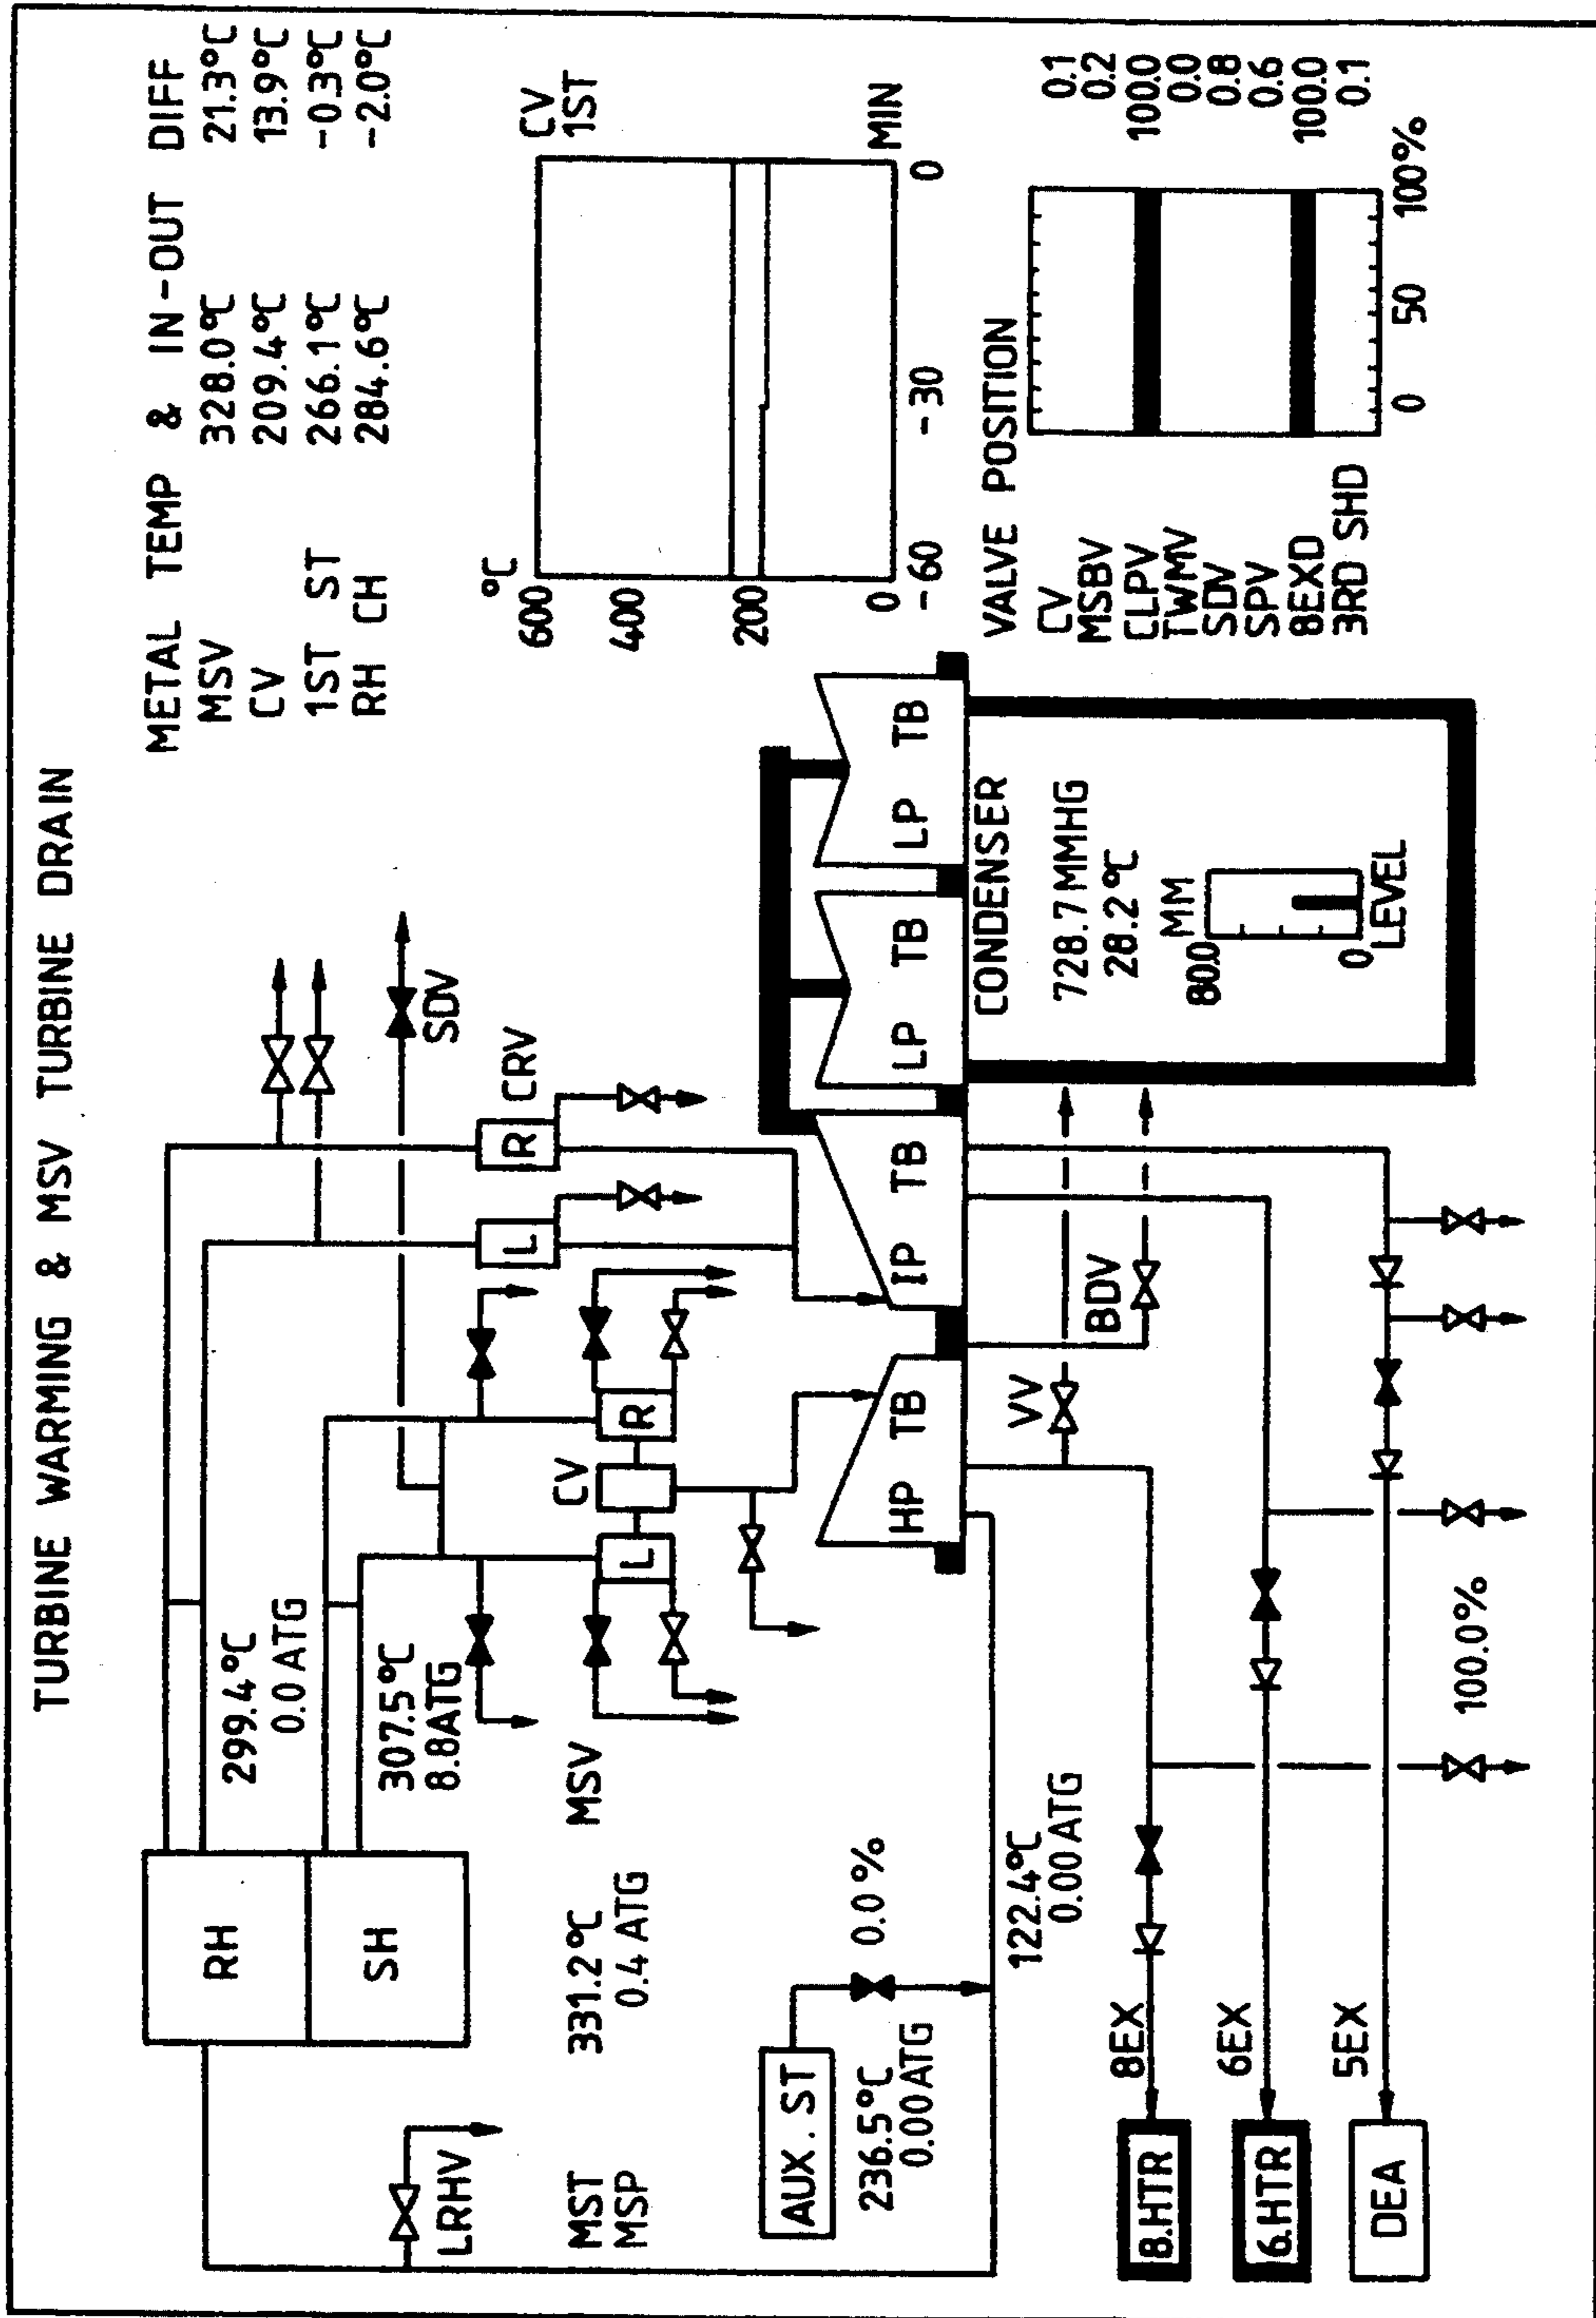 TURBINE WARMING & MSV TURBINE DRAIN
METAL TEMP & IN-OUT DIFF
MSV 328.0°C 21.3°C
CV 209.4°C 13.9°C
1ST ST 266.1°C -0.3°C
RH CH 284.6°C -2.0°C
RH
SH
299.4°C
0.0 ATG
307.5°C
8.8ATG
SDV
CRV
L
R
LRHV
MST 331.2°C
MSP 0.4 ATG
MSV
L
CV
R
°C
600
400
200
0
-60
-30
0
MIN
CV
1ST
AUX. ST
0.0%
236.5°C
0.00ATG
HP TB
IP TB
LP TB
LP TB
122.4°C
0.00 ATG
VV
BDV
CONDENSER
728.7 MMHG
28.2°C
MM
800
0
LEVEL
8EX
8.HTR
6EX
6.HTR
5EX
DEA
100.0%
VALVE POSITION
CV 0.1
MSBV 0.2
CLPV 100.0
TWMV 0.0
SDV 0.8
SPV 0.6
8EXD 100.0
3RD SHD 0.1
0
50
100%